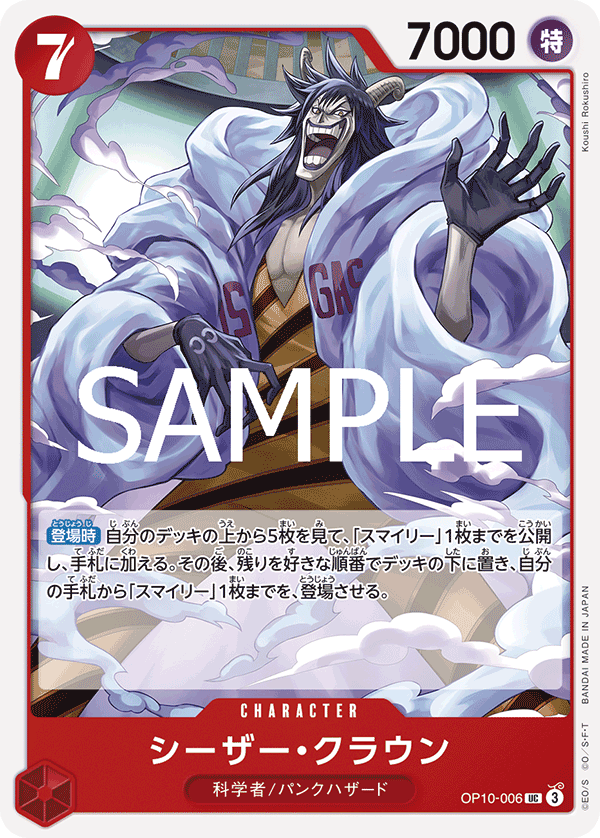 7
7000
特
Koushi Rokushiro
GAS
GAS
SAMPLE
登場時 自分のデッキの上から5枚を見て、「スマイリー」1枚までを公開
し、手札に加える。その後、残りを好きな順番でデッキの下に置き、自分
の手札から「スマイリー」1枚までを、登場させる。
CHARACTER
シーザー・クラウン
科学者/パンクハザード
OP10-006 UC 3
©EO/S ©O/S・F・T BANDAI MADE IN JAPAN